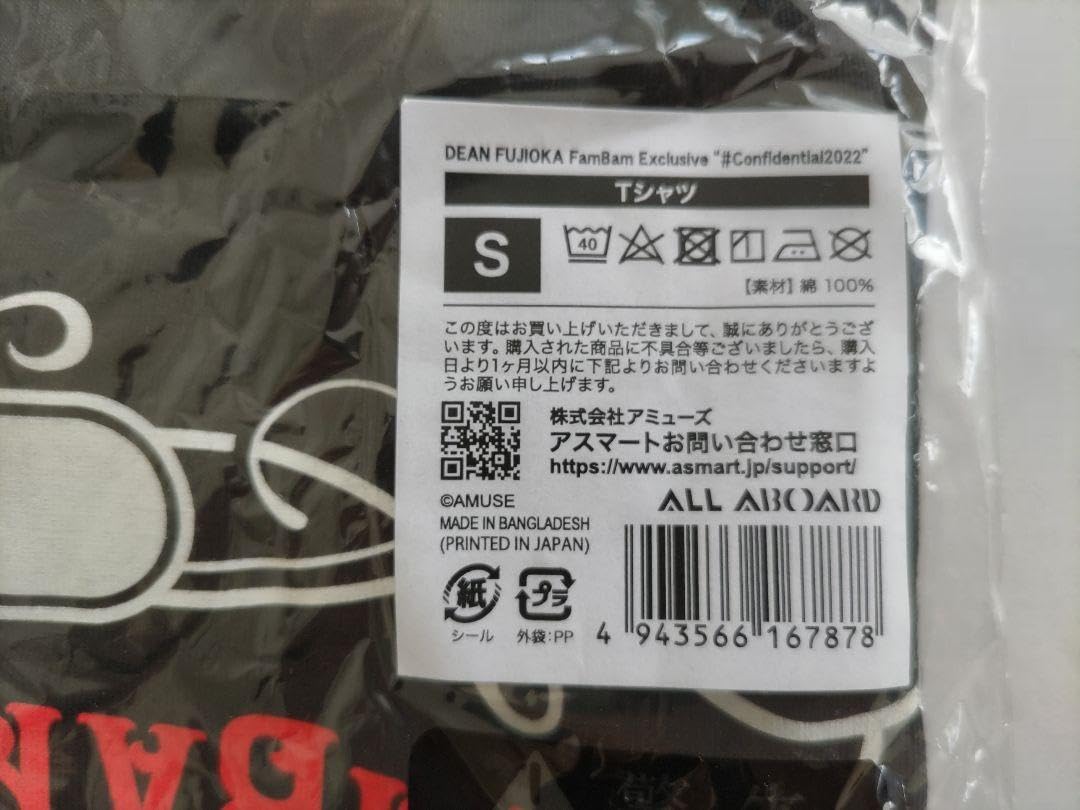 DEAN FUJIOKA FamBam Exclusive "#Confidential2022"
Tシャツ
S
40
【素材】綿 100%
この度はお買い上げいただきまして、誠にありがとうござ
います。購入された商品に不具合等ございましたら、購入
日より1ヶ月以内に下記よりお問い合わせくださいますよ
うお願い申し上げます。
株式会社アミューズ
アスマートお問い合わせ窓口
https://www.asmart.jp/support/
©AMUSE
ALL ABOARD
MADE IN BANGLADESH
(PRINTED IN JAPAN)
紙
プラ
シール
外袋:PP
4 943566 167878